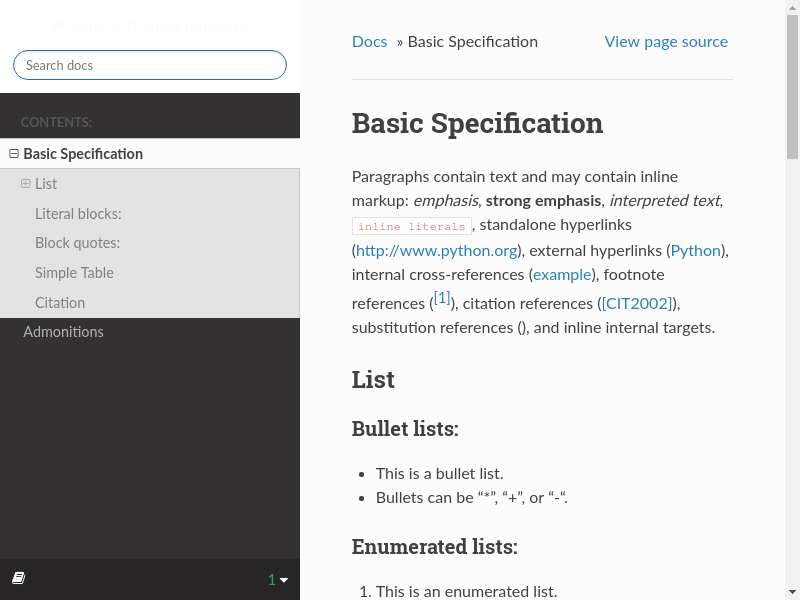 Search docs
CONTENTS:
Basic Specification
List
Literal blocks:
Block quotes:
Simple Table
Citation
Admonitions
1
Docs » Basic Specification View page source
Basic Specification
Paragraphs contain text and may contain inline
markup: emphasis, strong emphasis, interpreted text,
inline literals, standalone hyperlinks
(http://www.python.org), external hyperlinks (Python),
internal cross-references (example), footnote
references ([1]), citation references ([CIT2002]),
substitution references (), and inline internal targets.
List
Bullet lists:
• This is a bullet list.
• Bullets can be “*”, “+”, or “-“.
Enumerated lists:
1. This is an enumerated list.